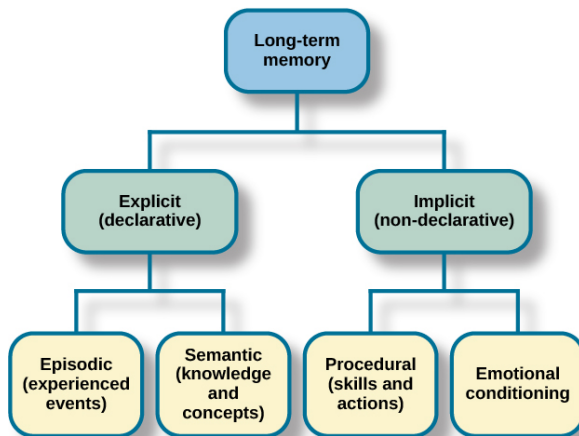 Long-term
memory
Explicit
(declarative)
Implicit
(non-declarative)
Episodic
(experienced
events)
Semantic
(knowledge
and
concepts)
Procedural
(skills and
actions)
Emotional
conditioning